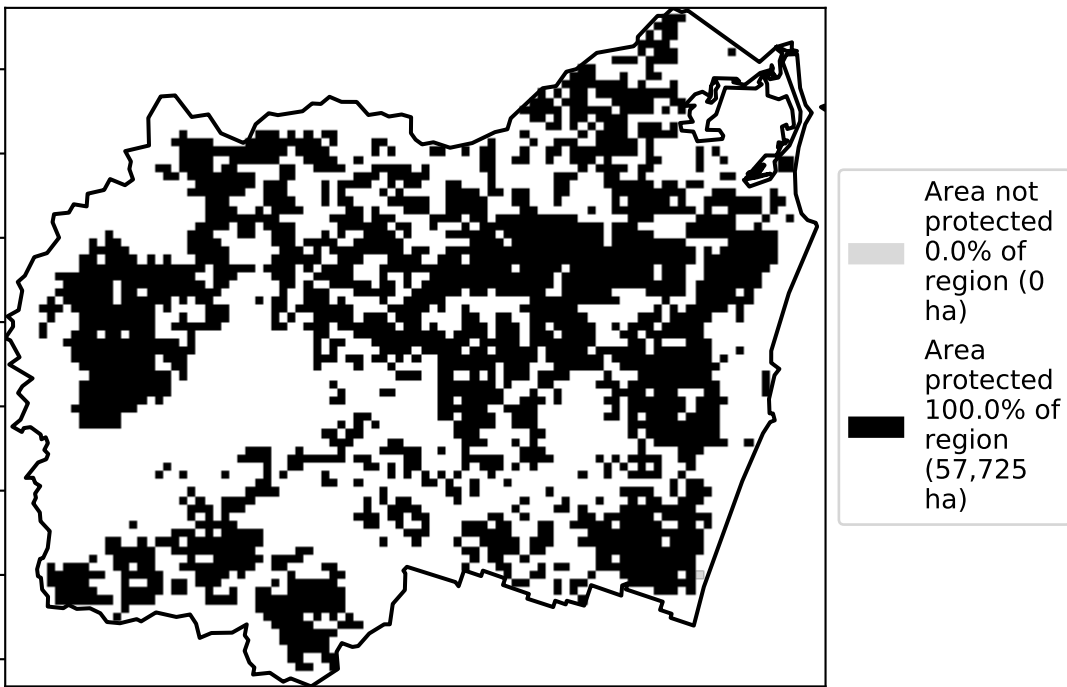 Area not
protected
0.0% of
region (0
ha)
Area
protected
100.0% of
region
(57,725
ha)